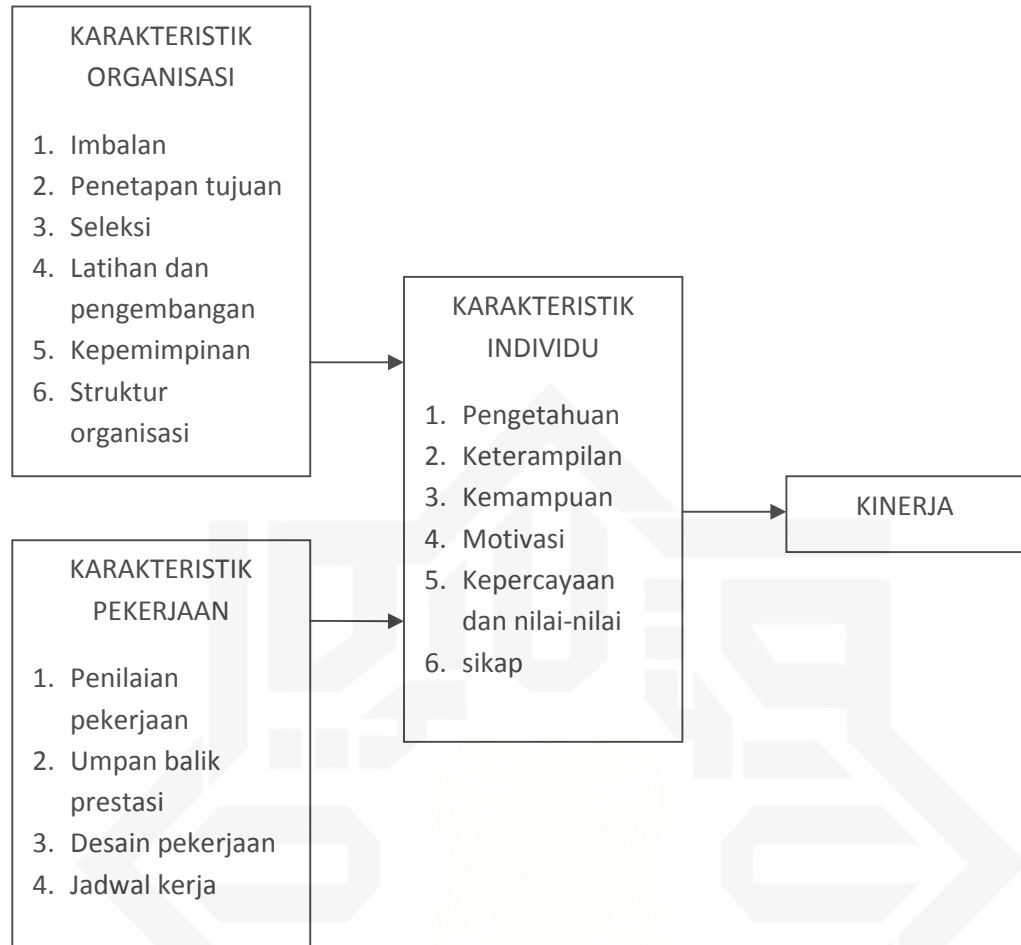 KARAKTERISTIK
ORGANISASI
1. Imbalan
2. Penetapan tujuan
3. Seleksi
4. Latihan dan
pengembangan
5. Kepemimpinan
6. Struktur
organisasi
KARAKTERISTIK
PEKERJAAN
1. Penilaian
pekerjaan
2. Umpan balik
prestasi
3. Desain pekerjaan
4. Jadwal kerja
KARAKTERISTIK
INDIVIDU
1. Pengetahuan
2. Keterampilan
3. Kemampuan
4. Motivasi
5. Kepercayaan
dan nilai-nilai
6. sikap
KINERJA